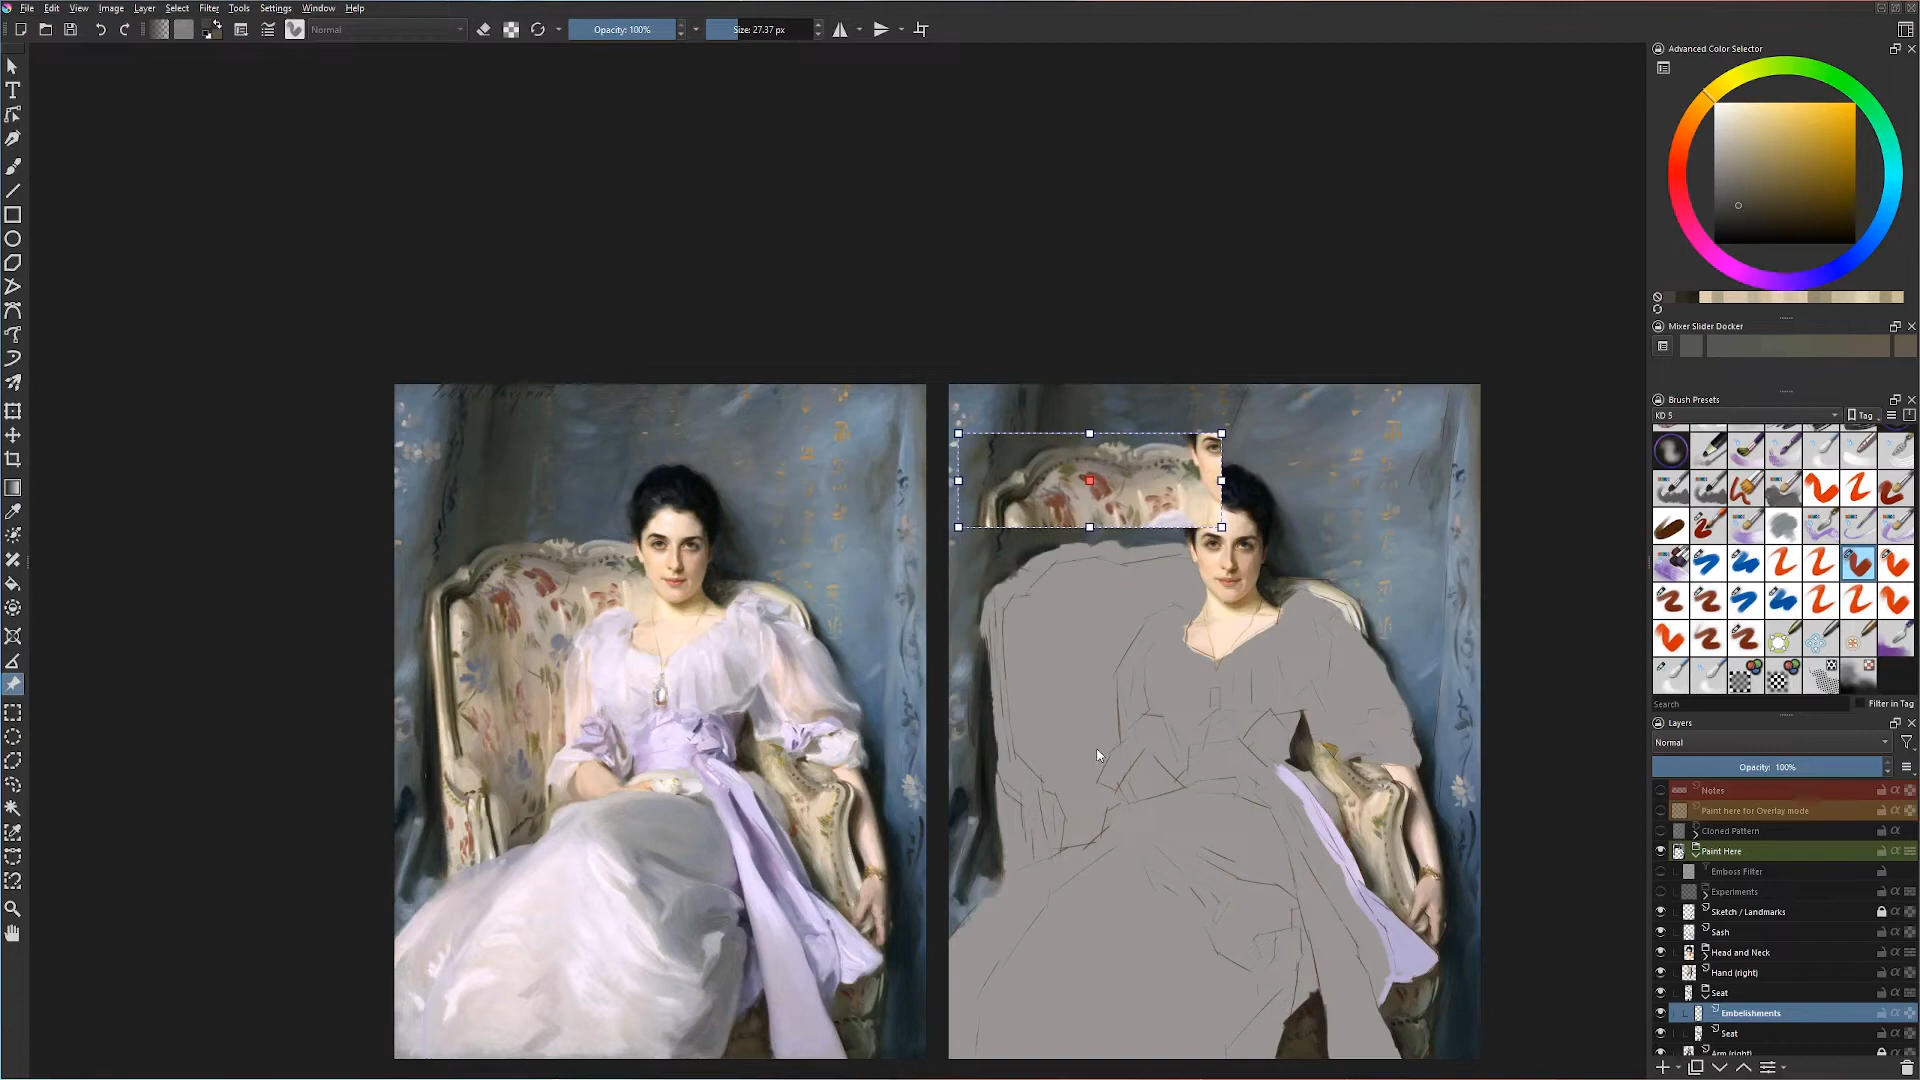 File Edit View Image Layer Select Filter Tools Settings Window Help
Normal
Opacity: 100%
Size: 27.37 px
Advanced Color Selector
Mixer Slider Docker
Brush Presets
KD 5
Tag
Search
Filter in Tag
Layers
Normal
Opacity: 100%
Notes
Paint here for Overlay mode
Cloned Pattern
Paint Here
Emboss Filter
Experiments
Sketch / Landmarks
Sash
Head and Neck
Hand (right)
Seat
Embelishments
Seat
Arm (right)